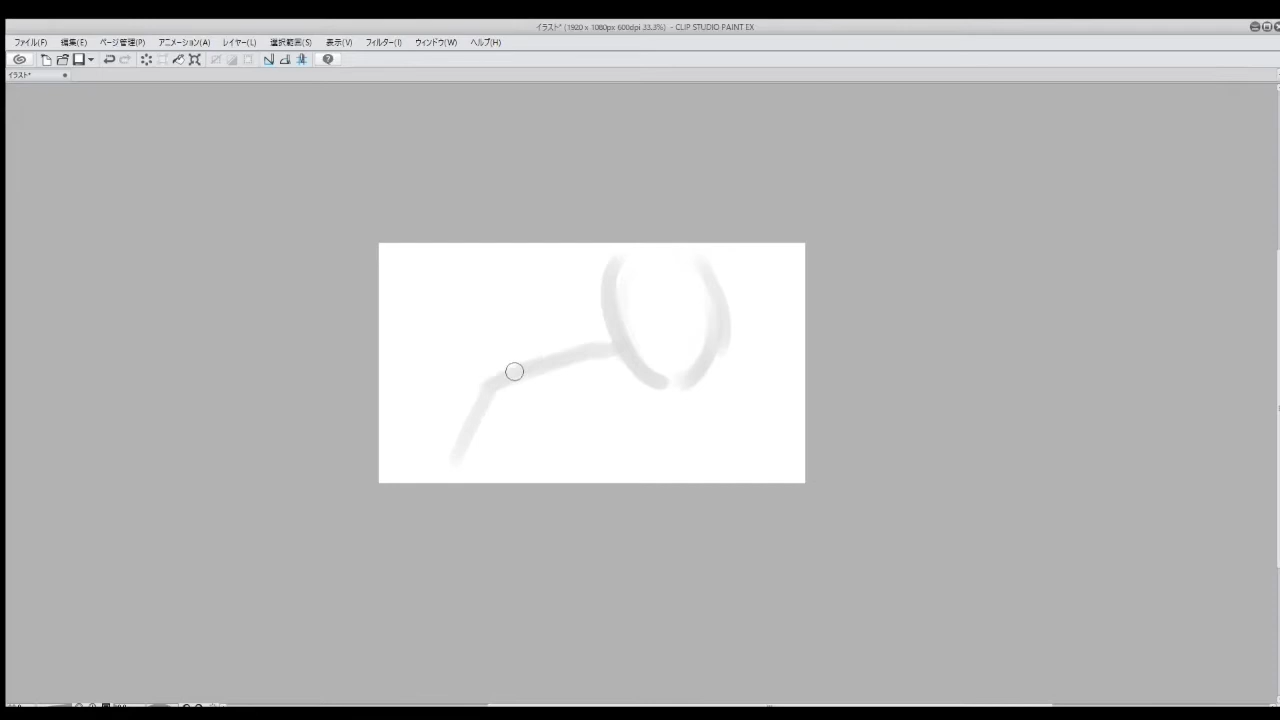 イラスト* (1920 x 1080px 600dpi 33.3%) - CLIP STUDIO PAINT EX
ファイル(F) 編集(E) ページ管理(P) アニメーション(A) レイヤー(L) 選択範囲(S) 表示(V) フィルター(I) ウィンドウ(W) ヘルプ(H)
イラスト*